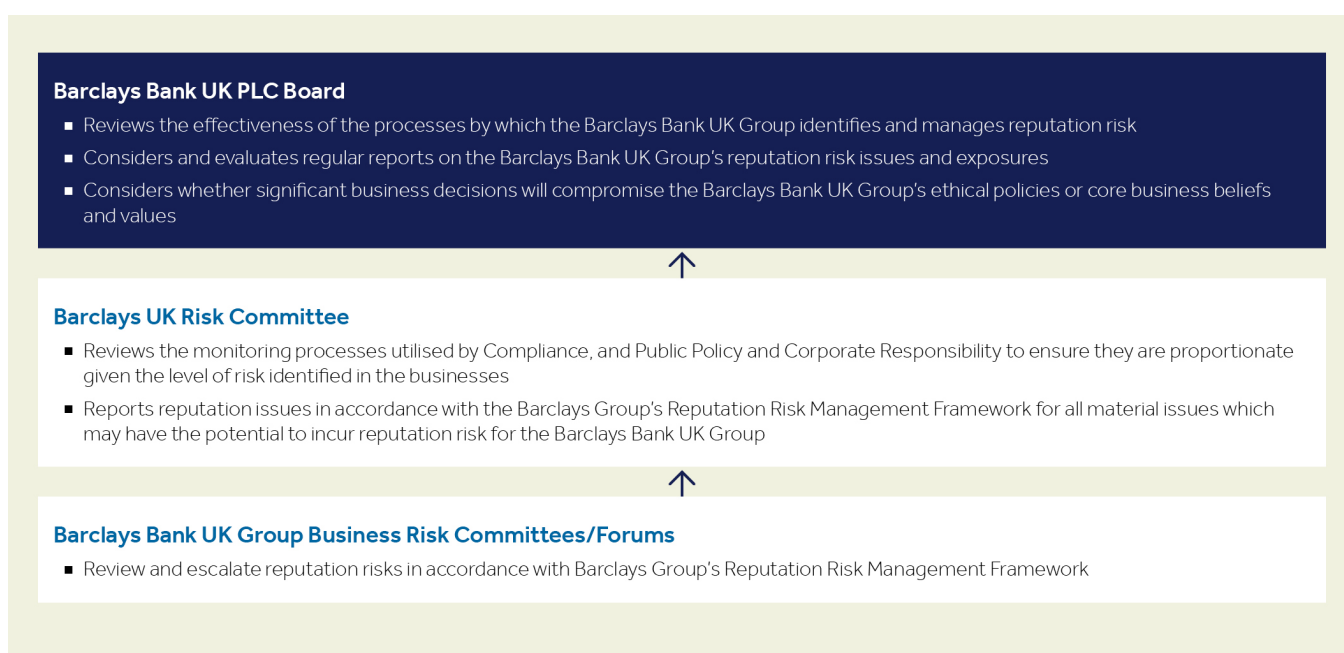 Barclays Bank UK PLC Board
▪ Reviews the effectiveness of the processes by which the Barclays Bank UK Group identifies and manages reputation risk
▪ Considers and evaluates regular reports on the Barclays Bank UK Group's reputation risk issues and exposures
▪ Considers whether significant business decisions will compromise the Barclays Bank UK Group's ethical policies or core business beliefs
and values
Barclays UK Risk Committee
▪ Reviews the monitoring processes utilised by Compliance, and Public Policy and Corporate Responsibility to ensure they are proportionate
given the level of risk identified in the businesses
▪ Reports reputation issues in accordance with the Barclays Group's Reputation Risk Management Framework for all material issues which
may have the potential to incur reputation risk for the Barclays Bank UK Group
Barclays Bank UK Group Business Risk Committees/Forums
▪ Review and escalate reputation risks in accordance with Barclays Group's Reputation Risk Management Framework